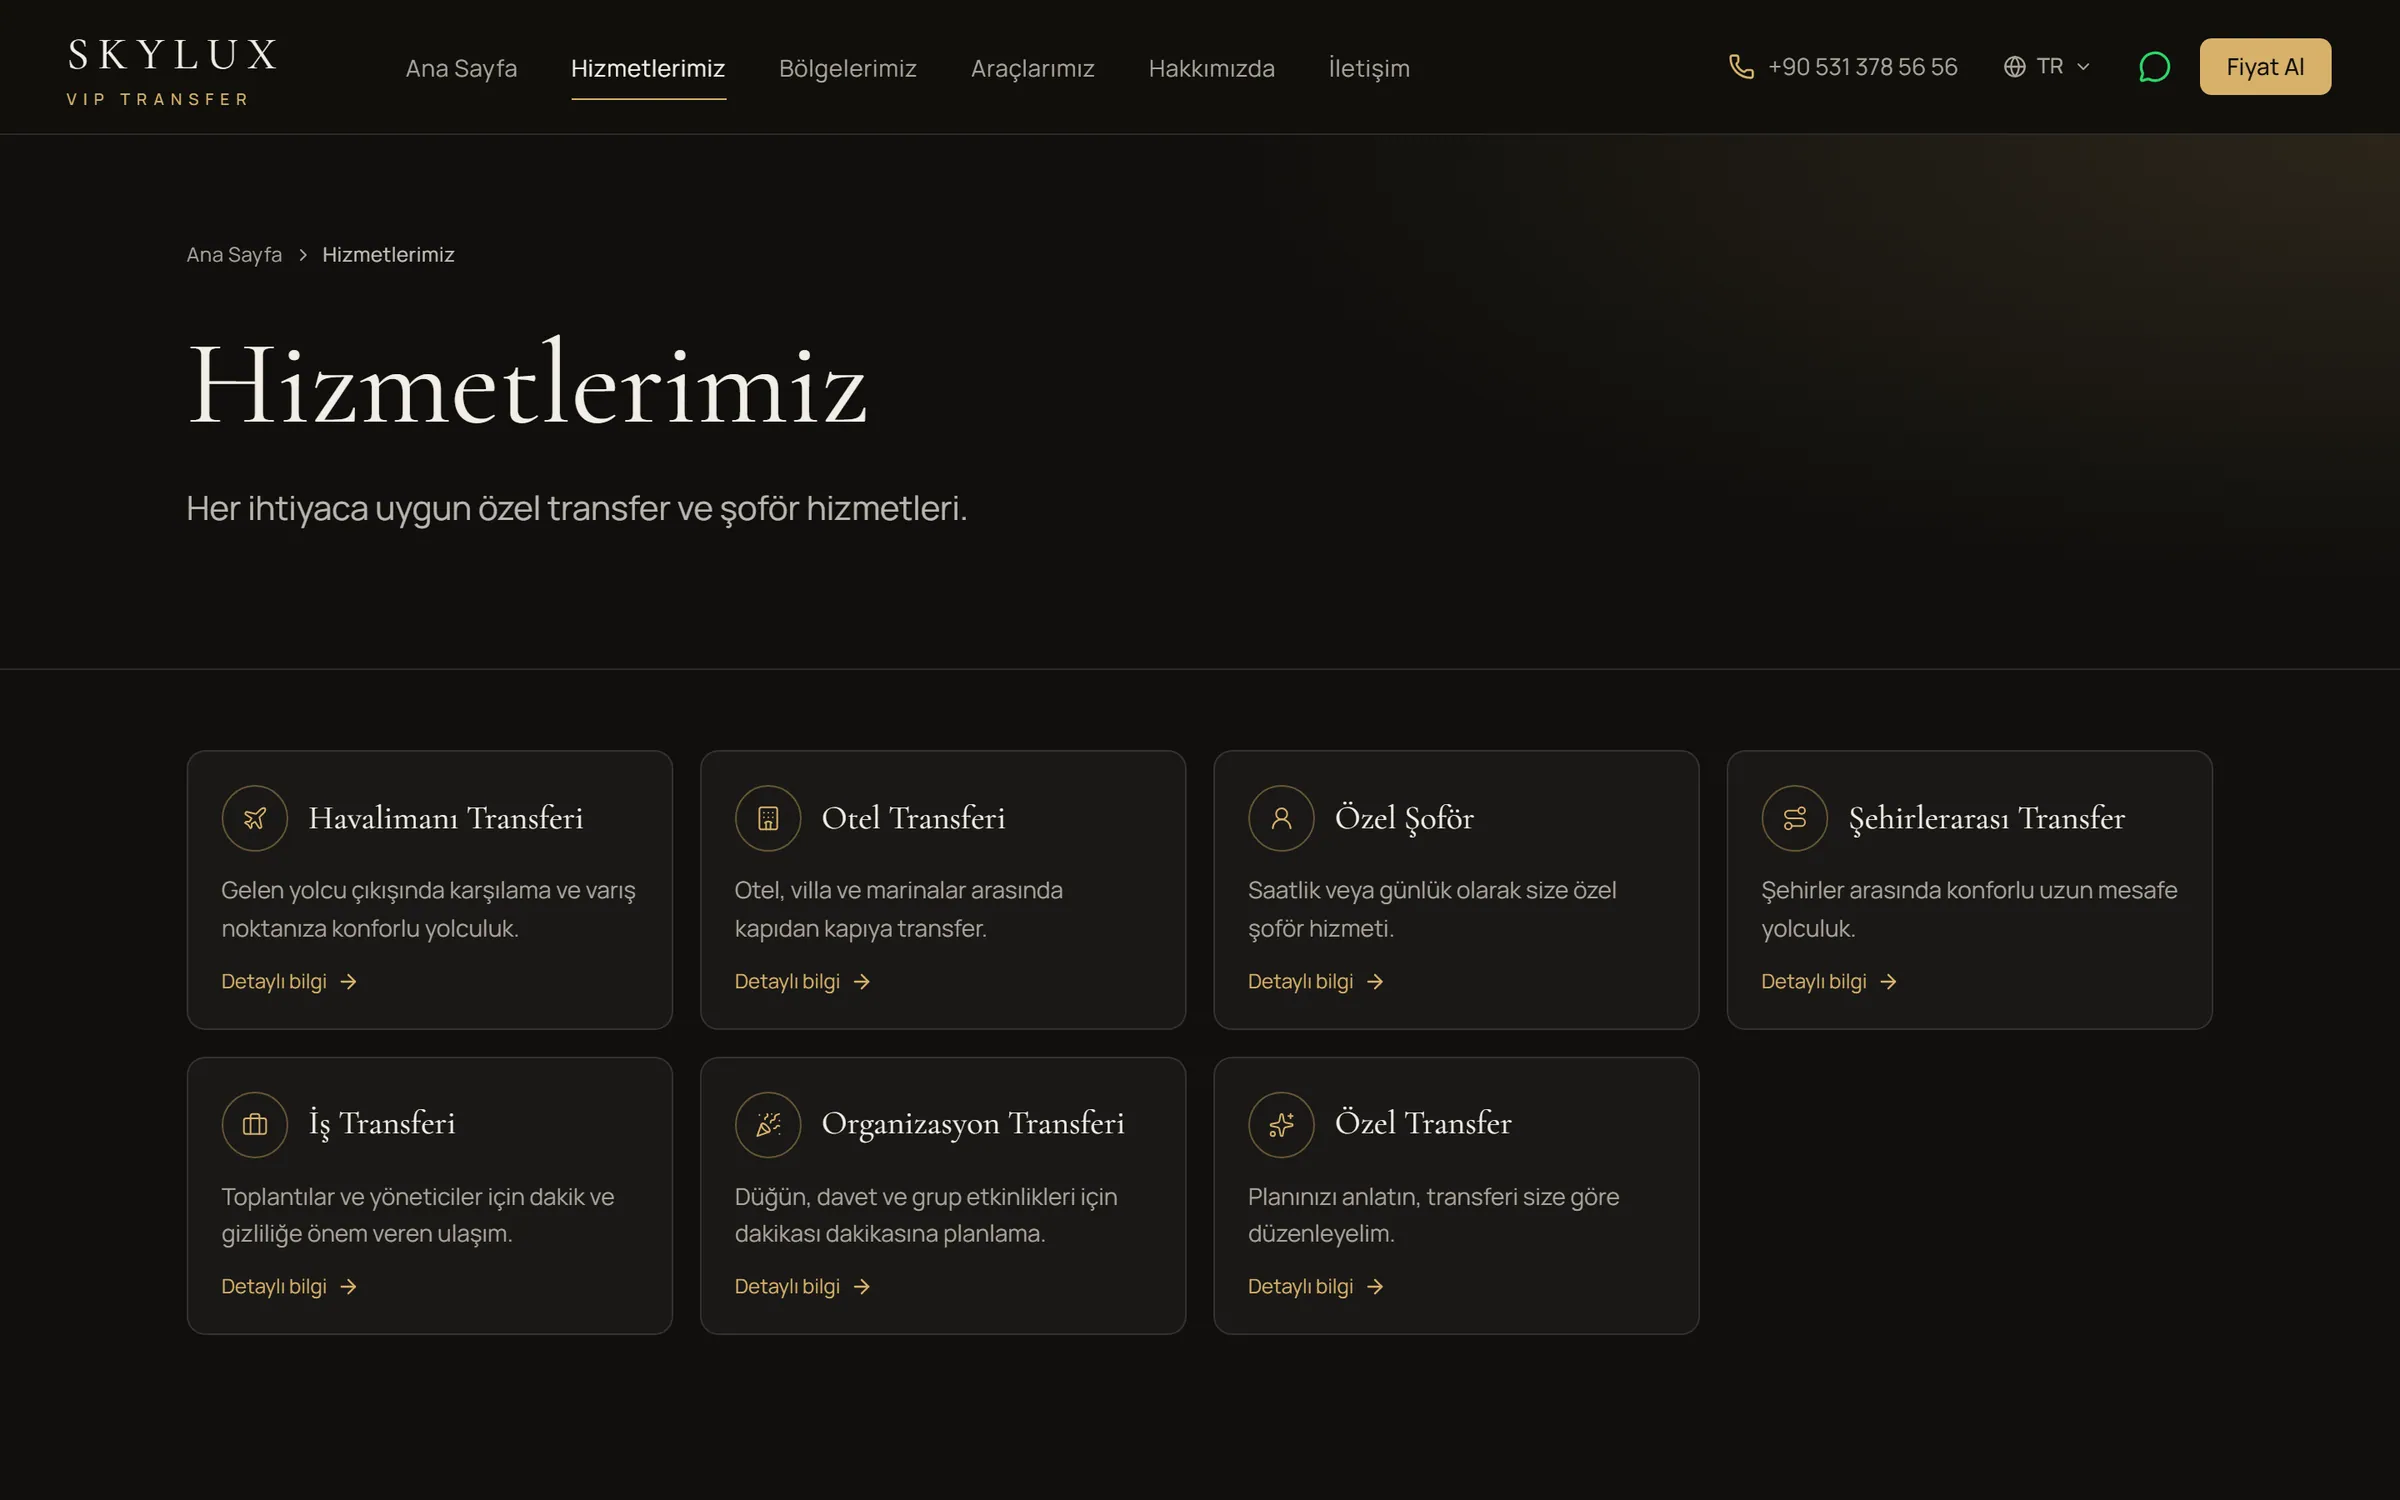 SKYLUX
VIP TRANSFER
Ana Sayfa
Hizmetlerimiz
Bölgelerimiz
Araçlarımız
Hakkımızda
İletişim
+90 531 378 56 56
TR
Fiyat Al
Ana Sayfa > Hizmetlerimiz
Hizmetlerimiz
Her ihtiyaca uygun özel transfer ve şoför hizmetleri.
Havalimanı Transferi
Gelen yolcu çıkışında karşılama ve varış
noktanıza konforlu yolculuk.
Detaylı bilgi →
Otel Transferi
Otel, villa ve marinalar arasında
kapıdan kapıya transfer.
Detaylı bilgi →
Özel Şoför
Saatlik veya günlük olarak size özel
şoför hizmeti.
Detaylı bilgi →
Şehirlerarası Transfer
Şehirler arasında konforlu uzun mesafe
yolculuk.
Detaylı bilgi →
İş Transferi
Toplantılar ve yöneticiler için dakik ve
gizliliğe önem veren ulaşım.
Detaylı bilgi →
Organizasyon Transferi
Düğün, davet ve grup etkinlikleri için
dakikası dakikasına planlama.
Detaylı bilgi →
Özel Transfer
Planınızı anlatın, transferi size göre
düzenleyelim.
Detaylı bilgi →